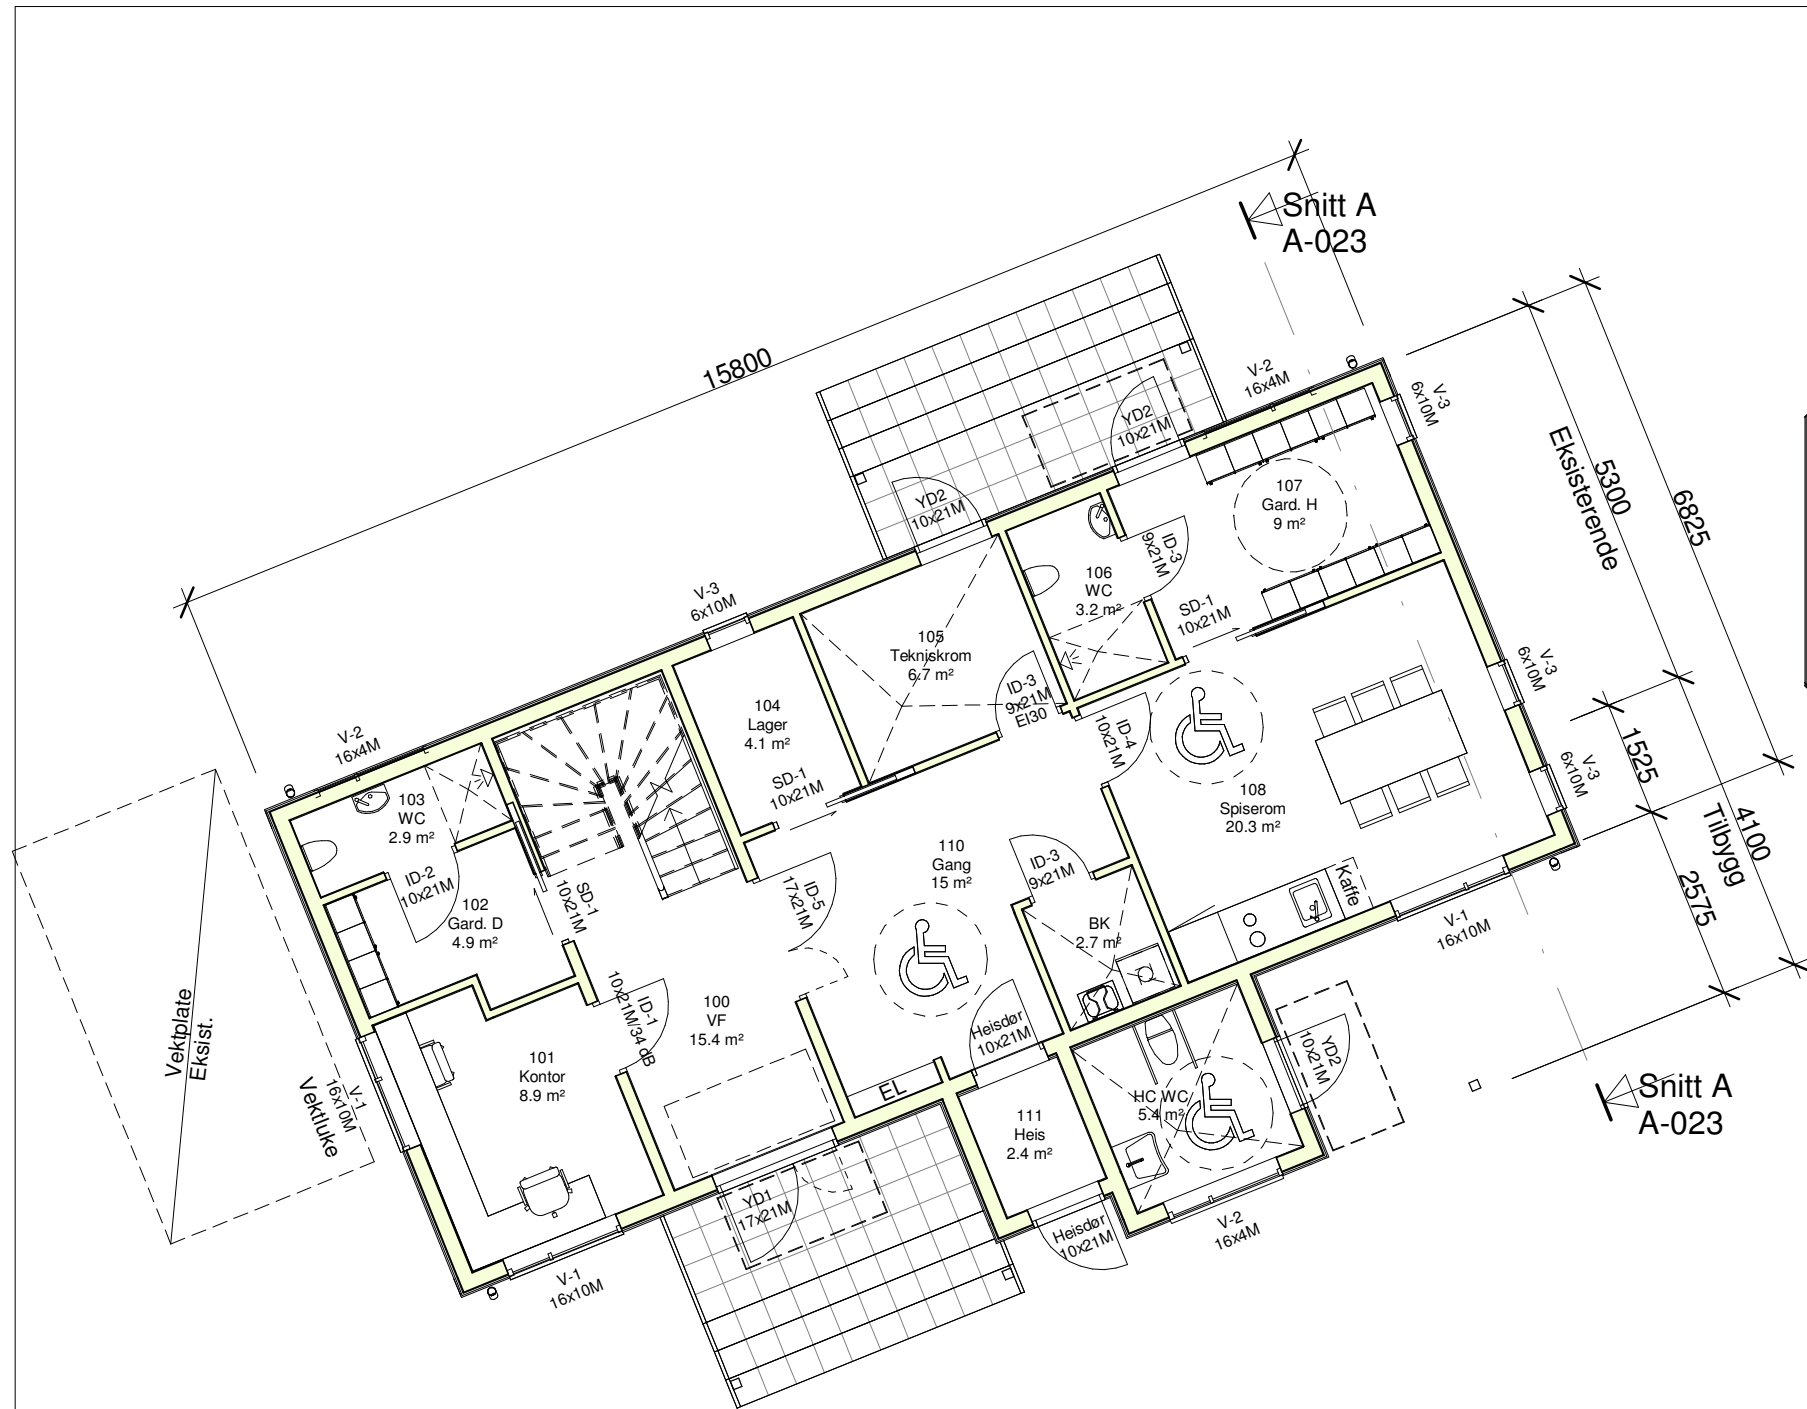 Snitt A
A-023
15800
V-2
16x4M
V-3
6x10M
YD2
10x21M
5300
Eksisterende
6825
107
Gard. H
9 m²
YD2
10x21M
ID-3
9x21M
106
WC
3.2 m²
SD-1
10x21M
V-3
6x10M
105
Tekniskrom
6.7 m²
V-3
6x10M
ID-3
9x21M
EI30
ID-4
10x21M
V-3
6x10M
1525
104
Lager
4.1 m²
V-2
16x4M
SD-1
10x21M
108
Spiserom
20.3 m²
4100
Tilbygg
2575
103
WC
2.9 m²
ID-2
10x21M
SD-1
10x21M
102
Gard. D
4.9 m²
ID-5
17x21M
110
Gang
15 m²
ID-3
9x21M
Kaffe
BK
2.7 m²
V-1
16x10M
ID-1
10x21M/34 dB
100
VF
15.4 m²
Heisdør
10x21M
YD2
10x21M
Vektplate
Eksist.
V-1
16x10M
Vektluke
101
Kontor
8.9 m²
EL
HC WC
5.4 m²
111
Heis
2.4 m²
Snitt A
A-023
YD1
17x21M
Heisdør
10x21M
V-2
16x4M
V-1
16x10M